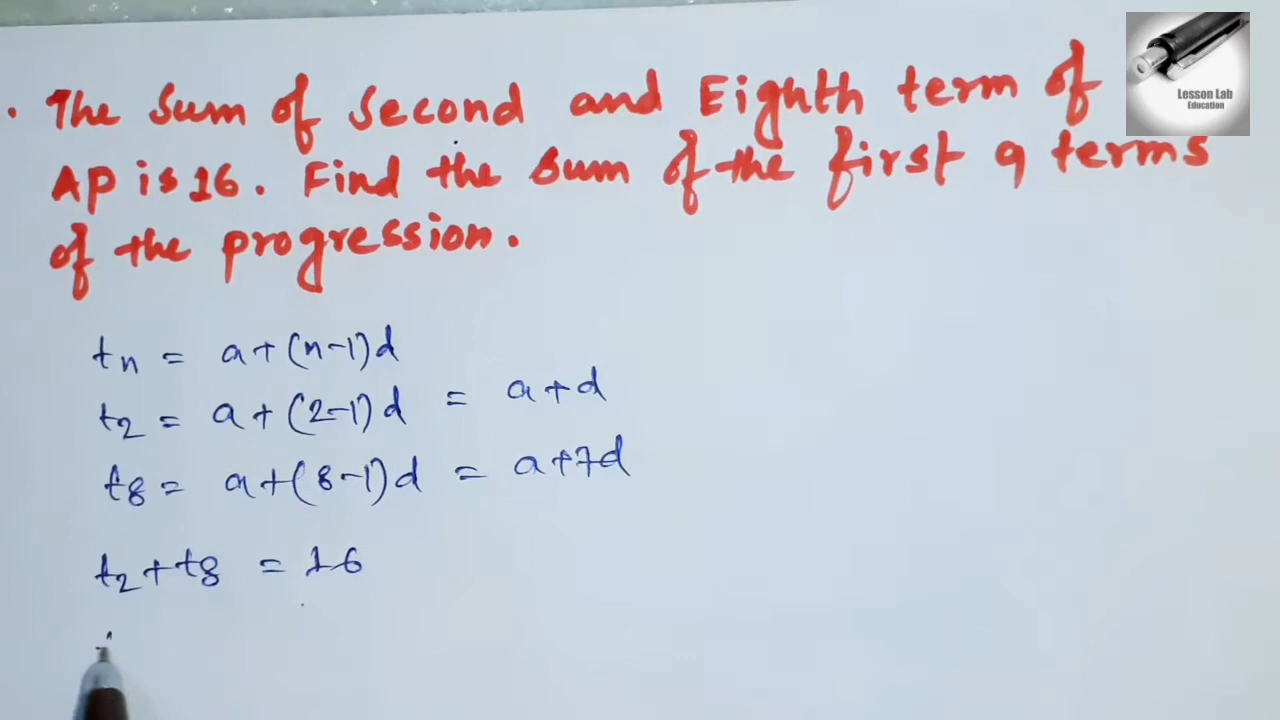 . The Sum of Second and Eighth term of
AP is 16. Find the sum of the first 9 terms
of the progression.
tn = a+(n-1)d
t2 = a+(2-1)d = a+d
t8 = a+(8-1)d = a+7d
t2+t8 = 16
Lesson Lab
Education